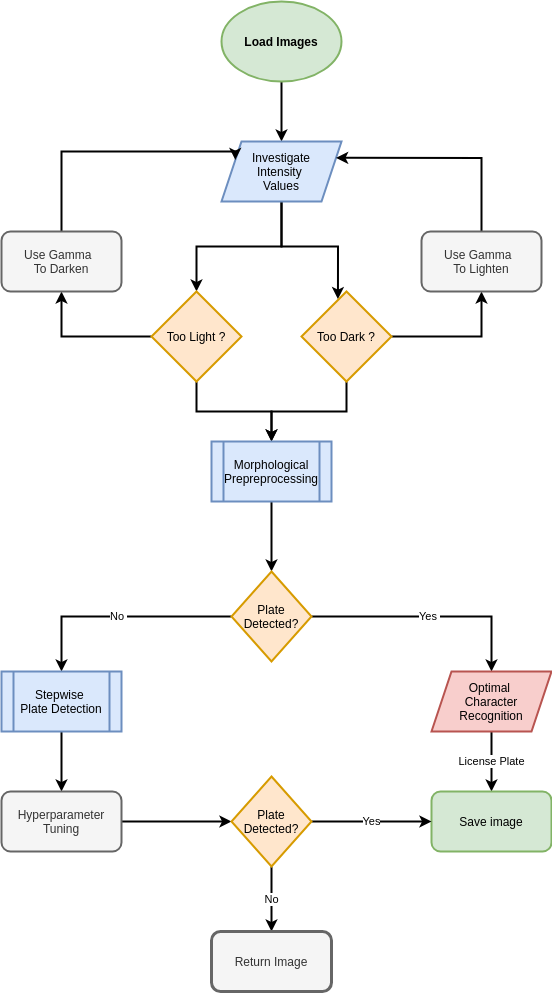 Load Images
Investigate
Intensity
Values
Use Gamma
To Darken
Use Gamma
To Lighten
Too Light ?
Too Dark ?
Morphological
Prepreprocessing
Plate
Detected?
No
Yes
Stepwise
Plate Detection
Optimal
Character
Recognition
License Plate
Hyperparameter
Tuning
Plate
Detected?
Yes
Save image
No
Return Image